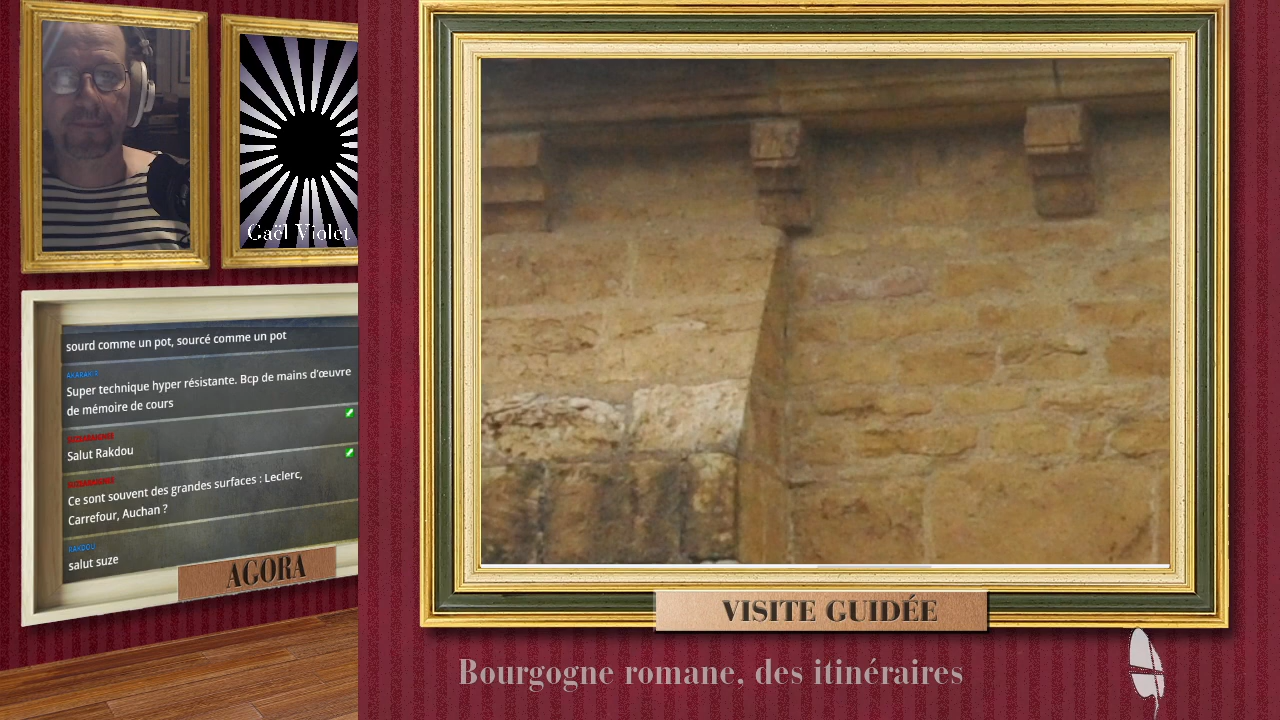 Gaël Violet
sourd comme un pot, sourcé comme un pot
Super technique hyper résistante. Bcp de mains d'œuvre
de mémoire de cours
Salut Rakdou
Ce sont souvent des grandes surfaces : Leclerc,
Carrefour, Auchan ?
RAKDOU
salut suze
AGORA
VISITE GUIDÉE
Bourgogne romane, des itinéraires